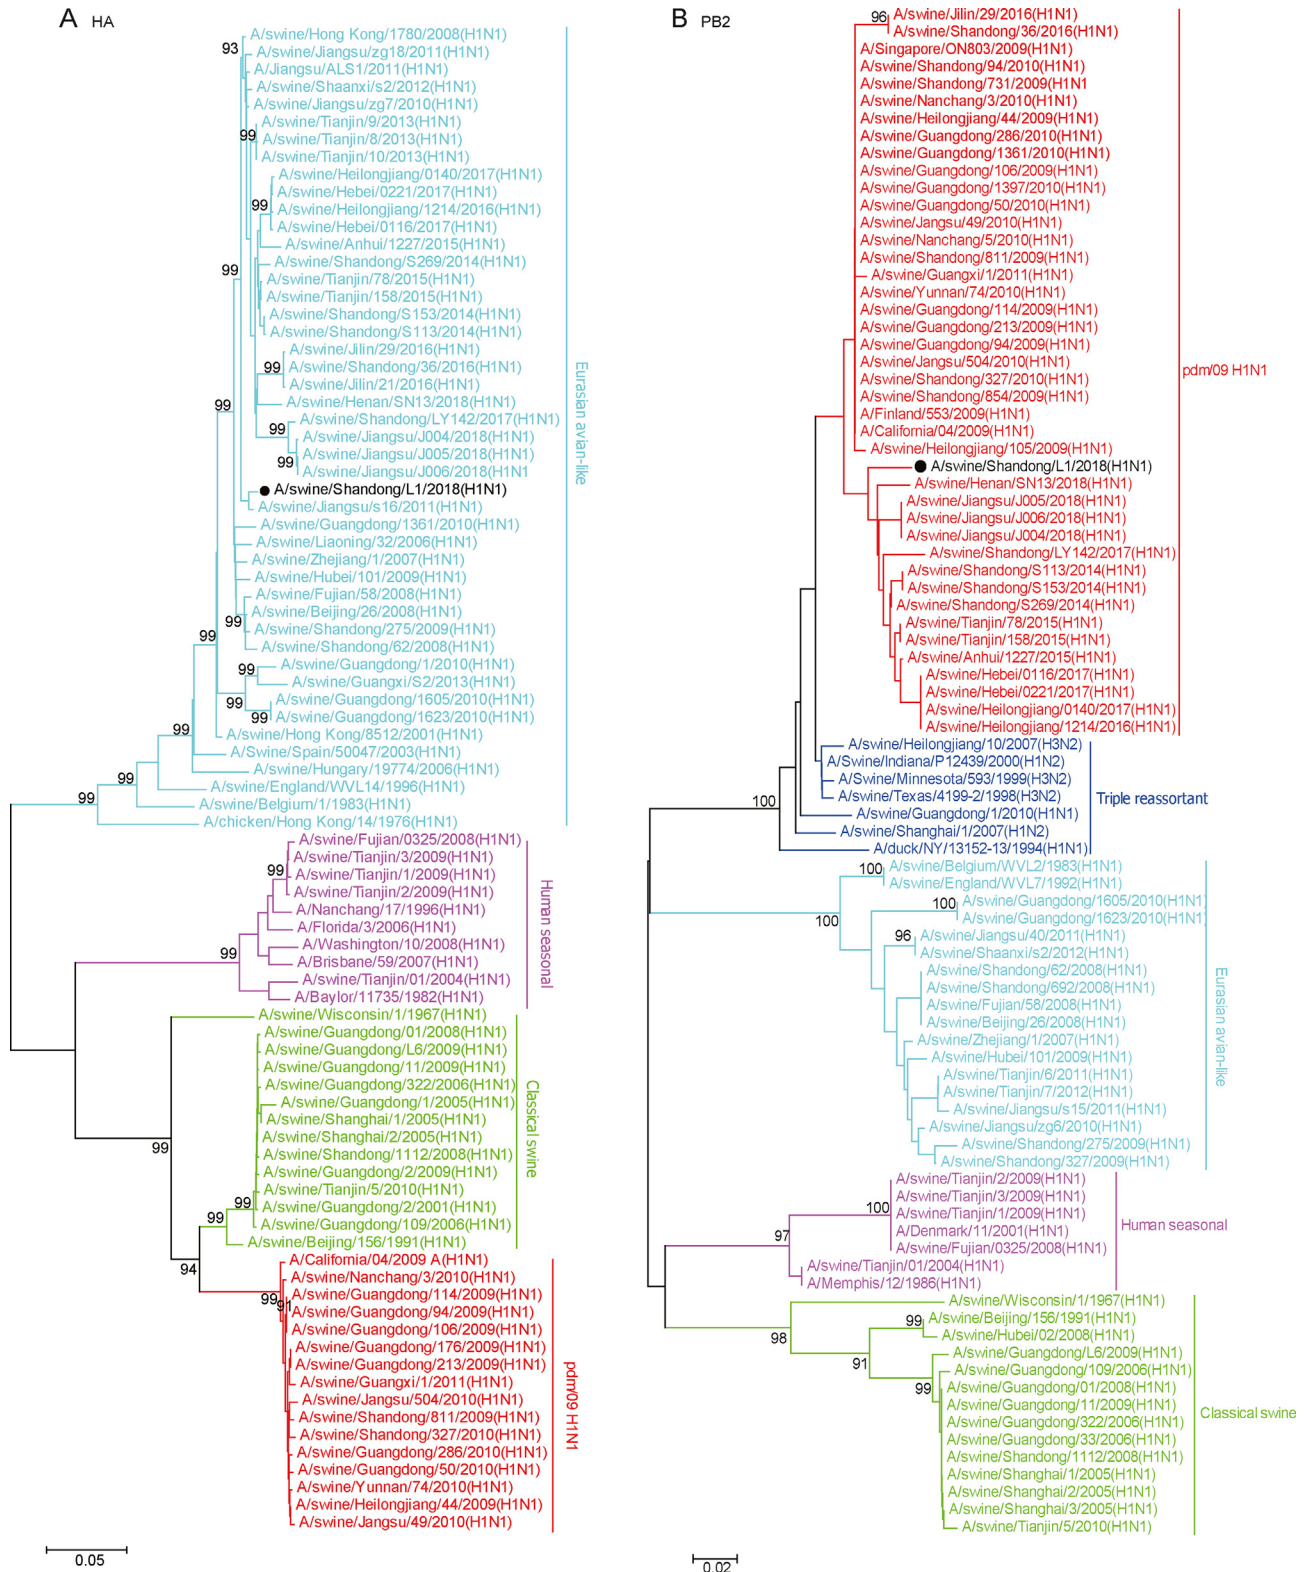 A HA
93
A/swine/Hong Kong/1780/2008(H1N1)
A/swine/Jiangsu/zg18/2011(H1N1)
A/Jiangsu/ALS1/2011(H1N1)
A/swine/Shaanxi/s2/2012(H1N1)
A/swine/Jiangsu/zg7/2010(H1N1)
A/swine/Tianjin/9/2013(H1N1)
99
A/swine/Tianjin/8/2013(H1N1)
A/swine/Tianjin/10/2013(H1N1)
A/swine/Heilongjiang/0140/2017(H1N1)
A/swine/Hebei/0221/2017(H1N1)
99
A/swine/Heilongjiang/1214/2016(H1N1)
A/swine/Hebei/0116/2017(H1N1)
A/swine/Anhui/1227/2015(H1N1)
A/swine/Shandong/S269/2014(H1N1)
99
A/swine/Tianjin/78/2015(H1N1)
A/swine/Tianjin/158/2015(H1N1)
A/swine/Shandong/S153/2014(H1N1)
A/swine/Shandong/S113/2014(H1N1)
A/swine/Jilin/29/2016(H1N1)
99
A/swine/Shandong/36/2016(H1N1)
A/swine/Jilin/21/2016(H1N1)
A/swine/Henan/SN13/2018(H1N1)
99
A/swine/Shandong/LY142/2017(H1N1)
99
A/swine/Jiangsu/J004/2018(H1N1)
A/swine/Jiangsu/J005/2018(H1N1)
99
A/swine/Jiangsu/J006/2018(H1N1
A/swine/Shandong/L1/2018(H1N1)
A/swine/Jiangsu/s16/2011(H1N1)
A/swine/Guangdong/1361/2010(H1N1)
A/swine/Liaoning/32/2006(H1N1)
A/swine/Zhejiang/1/2007(H1N1)
A/swine/Hubei/101/2009(H1N1)
A/swine/Fujian/58/2008(H1N1)
A/swine/Beijing/26/2008(H1N1)
99
A/swine/Shandong/275/2009(H1N1)
99
A/swine/Shandong/62/2008(H1N1)
A/swine/Guangdong/1/2010(H1N1)
99
A/swine/Guangxi/S2/2013(H1N1)
99
A/swine/Guangdong/1605/2010(H1N1)
99
A/swine/Guangdong/1623/2010(H1N1)
99
A/swine/Hong Kong/8512/2001(H1N1)
A/Swine/Spain/50047/2003(H1N1)
A/swine/Hungary/19774/2006(H1N1)
99
A/swine/England/WVL14/1996(H1N1)
99
A/swine/Belgium/1/1983(H1N1)
A/chicken/Hong Kong/14/1976(H1N1)
Eurasian avian-like
A/swine/Fujian/0325/2008(H1N1)
A/swine/Tianjin/3/2009(H1N1)
99
A/swine/Tianjin/1/2009(H1N1)
A/swine/Tianjin/2/2009(H1N1)
A/Nanchang/17/1996(H1N1)
A/Florida/3/2006(H1N1)
A/Washington/10/2008(H1N1)
99
A/Brisbane/59/2007(H1N1)
A/swine/Tianjin/01/2004(H1N1)
A/Baylor/11735/1982(H1N1)
Human seasonal
A/swine/Wisconsin/1/1967(H1N1)
A/swine/Guangdong/01/2008(H1N1)
A/swine/Guangdong/L6/2009(H1N1)
A/swine/Guangdong/11/2009(H1N1)
A/swine/Guangdong/322/2006(H1N1)
A/swine/Guangdong/1/2005(H1N1)
A/swine/Shanghai/1/2005(H1N1)
A/swine/Shanghai/2/2005(H1N1)
99
A/swine/Shandong/1112/2008(H1N1)
A/swine/Guangdong/2/2009(H1N1)
A/swine/Tianjin/5/2010(H1N1)
99
A/swine/Guangdong/2/2001(H1N1)
99
A/swine/Guangdong/109/2006(H1N1)
A/swine/Beijing/156/1991(H1N1)
Classical swine
94
A/California/04/2009 A(H1N1)
A/swine/Nanchang/3/2010(H1N1)
99
91
A/swine/Guangdong/114/2009(H1N1)
A/swine/Guangdong/94/2009(H1N1)
A/swine/Guangdong/106/2009(H1N1)
A/swine/Guangdong/176/2009(H1N1)
A/swine/Guangdong/213/2009(H1N1)
A/swine/Guangxi/1/2011(H1N1)
A/swine/Jangsu/504/2010(H1N1)
A/swine/Shandong/811/2009(H1N1)
A/swine/Shandong/327/2010(H1N1)
A/swine/Guangdong/286/2010(H1N1)
A/swine/Guangdong/50/2010(H1N1)
A/swine/Yunnan/74/2010(H1N1)
A/swine/Heilongjiang/44/2009(H1N1)
A/swine/Jangsu/49/2010(H1N1)
pdm/09 H1N1
0.05
B PB2
96
A/swine/Jilin/29/2016(H1N1)
A/swine/Shandong/36/2016(H1N1)
A/Singapore/ON803/2009(H1N1)
A/swine/Shandong/94/2010(H1N1)
A/swine/Shandong/731/2009(H1N1
A/swine/Nanchang/3/2010(H1N1)
A/swine/Heilongjiang/44/2009(H1N1)
A/swine/Guangdong/286/2010(H1N1)
A/swine/Guangdong/1361/2010(H1N1)
A/swine/Guangdong/106/2009(H1N1)
A/swine/Guangdong/1397/2010(H1N1)
A/swine/Guangdong/50/2010(H1N1)
A/swine/Jangsu/49/2010(H1N1)
A/swine/Nanchang/5/2010(H1N1)
A/swine/Shandong/811/2009(H1N1)
A/swine/Guangxi/1/2011(H1N1)
A/swine/Yunnan/74/2010(H1N1)
A/swine/Guangdong/114/2009(H1N1)
A/swine/Guangdong/213/2009(H1N1)
A/swine/Guangdong/94/2009(H1N1)
A/swine/Jangsu/504/2010(H1N1)
A/swine/Shandong/327/2010(H1N1)
A/swine/Shandong/854/2009(H1N1)
A/Finland/553/2009(H1N1)
A/California/04/2009(H1N1)
A/swine/Heilongjiang/105/2009(H1N1)
A/swine/Shandong/L1/2018(H1N1)
A/swine/Henan/SN13/2018(H1N1)
A/swine/Jiangsu/J005/2018(H1N1)
A/swine/Jiangsu/J006/2018(H1N1)
A/swine/Jiangsu/J004/2018(H1N1)
A/swine/Shandong/LY142/2017(H1N1)
A/swine/Shandong/S113/2014(H1N1)
A/swine/Shandong/S153/2014(H1N1)
A/swine/Shandong/S269/2014(H1N1)
A/swine/Tianjin/78/2015(H1N1)
A/swine/Tianjin/158/2015(H1N1)
A/swine/Anhui/1227/2015(H1N1)
A/swine/Hebei/0116/2017(H1N1)
A/swine/Hebei/0221/2017(H1N1)
A/swine/Heilongjiang/0140/2017(H1N1)
A/swine/Heilongjiang/1214/2016(H1N1)
pdm/09 H1N1
A/swine/Heilongjiang/10/2007(H3N2)
A/Swine/Indiana/P12439/2000(H1N2)
A/Swine/Minnesota/593/1999(H3N2)
100
A/swine/Texas/4199-2/1998(H3N2)
A/swine/Guangdong/1/2010(H1N1)
A/swine/Shanghai/1/2007(H1N2)
A/duck/NY/13152-13/1994(H1N1)
Triple reassortant
100
A/swine/Belgium/WVL2/1983(H1N1)
A/swine/England/WVL7/1992(H1N1)
100
A/swine/Guangdong/1605/2010(H1N1)
100
A/swine/Guangdong/1623/2010(H1N1)
96
A/swine/Jiangsu/40/2011(H1N1)
A/swine/Shaanxi/s2/2012(H1N1)
A/swine/Shandong/62/2008(H1N1)
A/swine/Shandong/692/2008(H1N1)
A/swine/Fujian/58/2008(H1N1)
A/swine/Beijing/26/2008(H1N1)
A/swine/Zhejiang/1/2007(H1N1)
A/swine/Hubei/101/2009(H1N1)
A/swine/Tianjin/6/2011(H1N1)
A/swine/Tianjin/7/2012(H1N1)
A/swine/Jiangsu/s15/2011(H1N1)
A/swine/Jiangsu/zg6/2010(H1N1)
A/swine/Shandong/275/2009(H1N1)
A/swine/Shandong/327/2009(H1N1)
Eurasian avian-like
A/swine/Tianjin/2/2009(H1N1)
A/swine/Tianjin/3/2009(H1N1)
100
A/swine/Tianjin/1/2009(H1N1)
A/Denmark/11/2001(H1N1)
97
A/swine/Fujian/0325/2008(H1N1)
A/swine/Tianjin/01/2004(H1N1)
A/Memphis/12/1986(H1N1)
Human seasonal
A/swine/Wisconsin/1/1967(H1N1)
99
A/swine/Beijing/156/1991(H1N1)
98
A/swine/Hubei/02/2008(H1N1)
A/swine/Guangdong/L6/2009(H1N1)
91
A/swine/Guangdong/109/2006(H1N1)
99
A/swine/Guangdong/01/2008(H1N1)
A/swine/Guangdong/11/2009(H1N1)
A/swine/Guangdong/322/2006(H1N1)
A/swine/Guangdong/33/2006(H1N1)
A/swine/Shandong/1112/2008(H1N1)
A/swine/Shanghai/1/2005(H1N1)
A/swine/Shanghai/2/2005(H1N1)
A/swine/Shanghai/3/2005(H1N1)
A/swine/Tianjin/5/2010(H1N1)
Classical swine
0.02